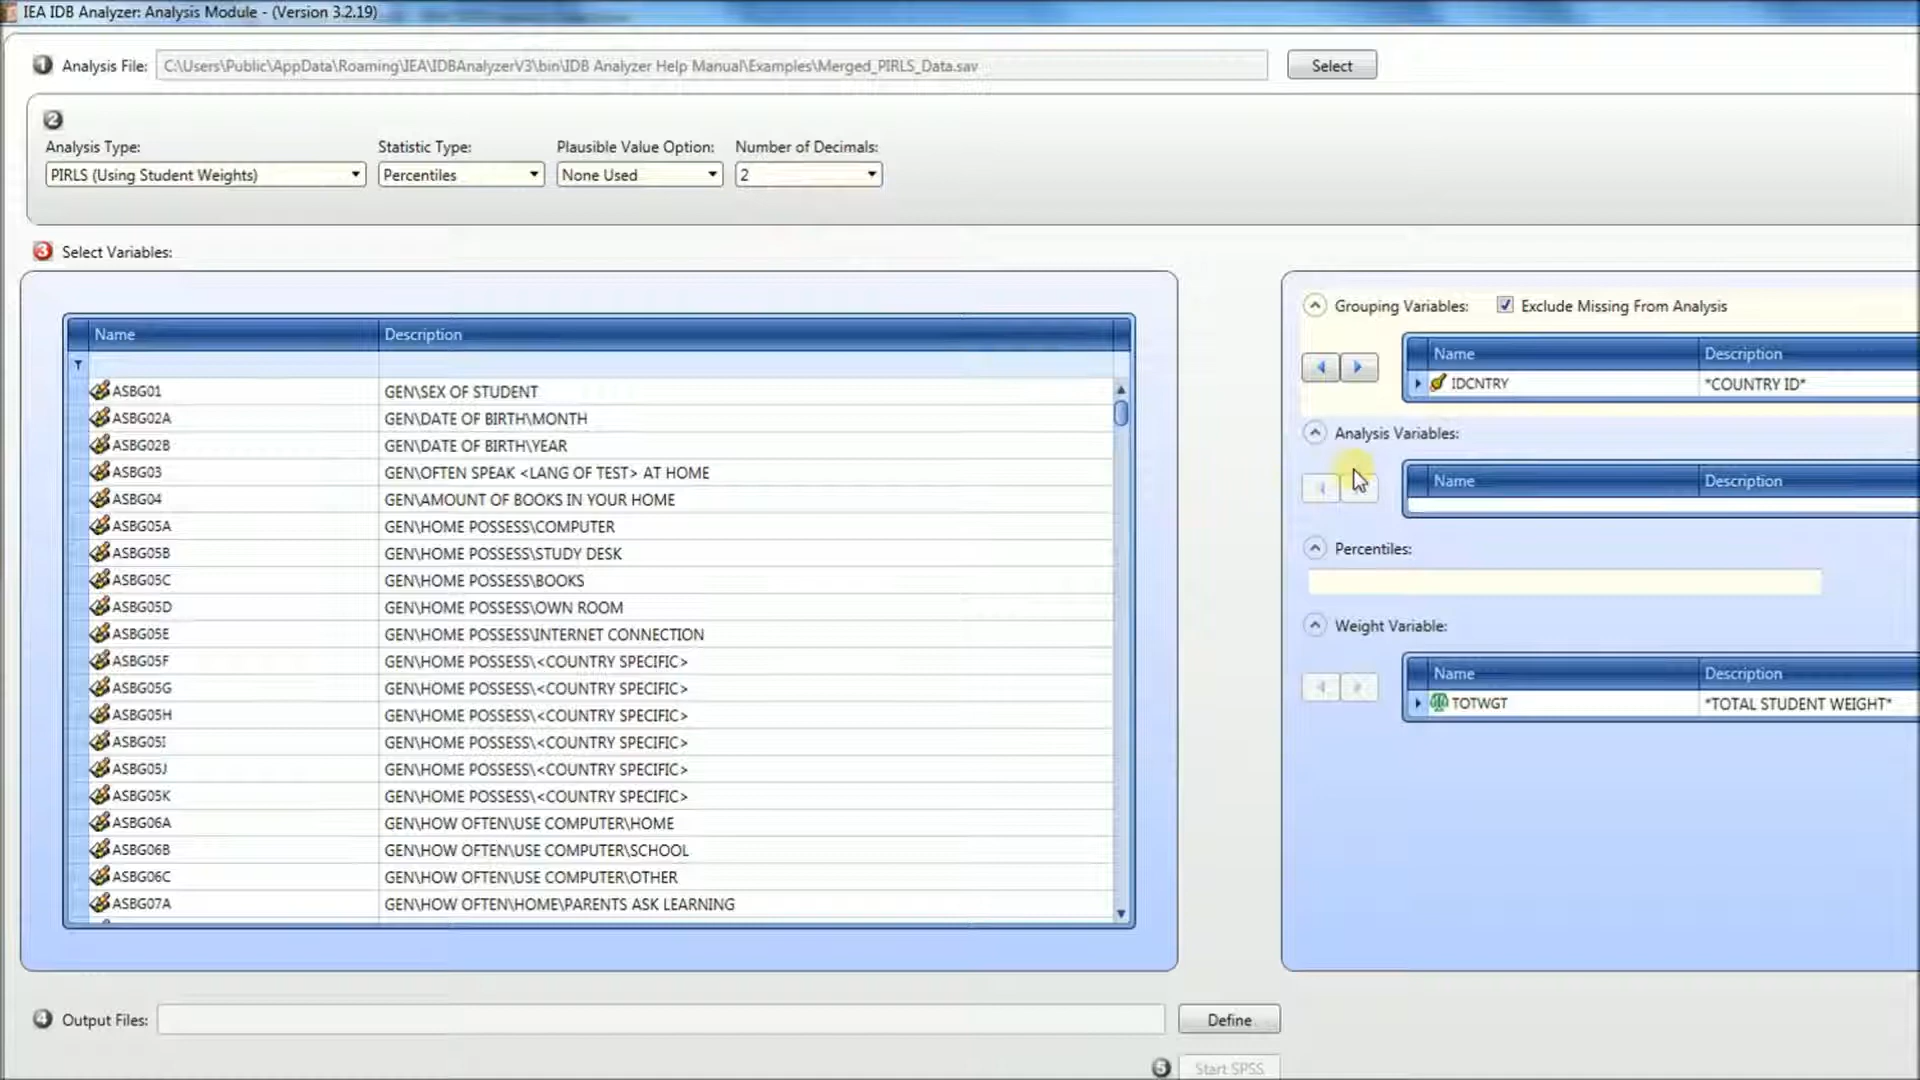 IEA IDB Analyzer: Analysis Module - (Version 3.2.19)
1 Analysis File: C:\Users\Public\AppData\Roaming\IEA\IDBAnalyzerV3\bin\IDB Analyzer Help Manual\Examples\Merged_PIRLS_Data.sav Select
2
Analysis Type: Statistic Type: Plausible Value Option: Number of Decimals:
PIRLS (Using Student Weights) Percentiles None Used 2
3 Select Variables:
Name Description
ASBG01 GEN\SEX OF STUDENT
ASBG02A GEN\DATE OF BIRTH\MONTH
ASBG02B GEN\DATE OF BIRTH\YEAR
ASBG03 GEN\OFTEN SPEAK <LANG OF TEST> AT HOME
ASBG04 GEN\AMOUNT OF BOOKS IN YOUR HOME
ASBG05A GEN\HOME POSSESS\COMPUTER
ASBG05B GEN\HOME POSSESS\STUDY DESK
ASBG05C GEN\HOME POSSESS\BOOKS
ASBG05D GEN\HOME POSSESS\OWN ROOM
ASBG05E GEN\HOME POSSESS\INTERNET CONNECTION
ASBG05F GEN\HOME POSSESS\<COUNTRY SPECIFIC>
ASBG05G GEN\HOME POSSESS\<COUNTRY SPECIFIC>
ASBG05H GEN\HOME POSSESS\<COUNTRY SPECIFIC>
ASBG05I GEN\HOME POSSESS\<COUNTRY SPECIFIC>
ASBG05J GEN\HOME POSSESS\<COUNTRY SPECIFIC>
ASBG05K GEN\HOME POSSESS\<COUNTRY SPECIFIC>
ASBG06A GEN\HOW OFTEN\USE COMPUTER\HOME
ASBG06B GEN\HOW OFTEN\USE COMPUTER\SCHOOL
ASBG06C GEN\HOW OFTEN\USE COMPUTER\OTHER
ASBG07A GEN\HOW OFTEN\HOME\PARENTS ASK LEARNING
Grouping Variables: Exclude Missing From Analysis
Name Description
IDCNTRY *COUNTRY ID*
Analysis Variables:
Name Description
Percentiles:
Weight Variable:
Name Description
TOTWGT *TOTAL STUDENT WEIGHT*
4 Output Files: Define
5 Start SPSS